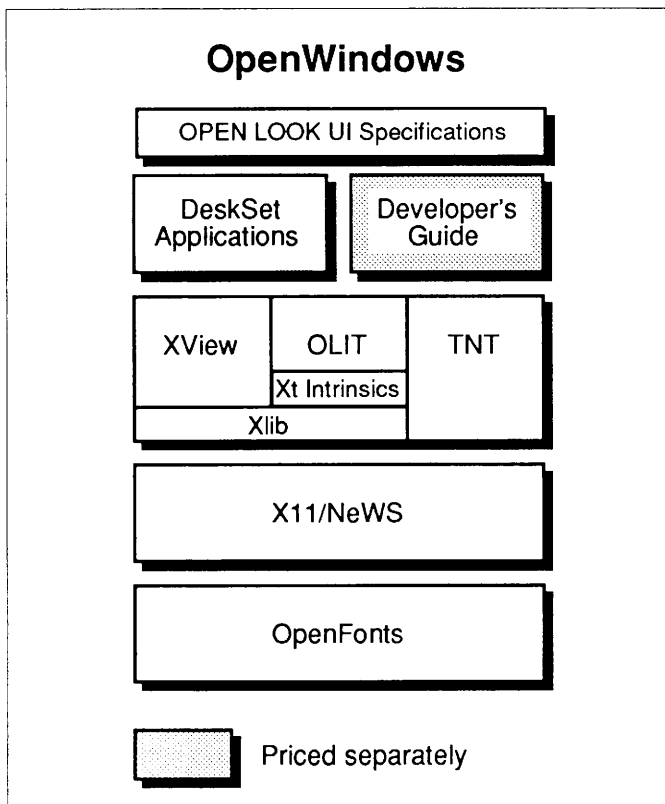 OpenWindows
OPEN LOOK UI Specifications
DeskSet
Applications
Developer's
Guide
XView
OLIT
TNT
Xt Intrinsics
Xlib
X11/NeWS
OpenFonts
Priced separately